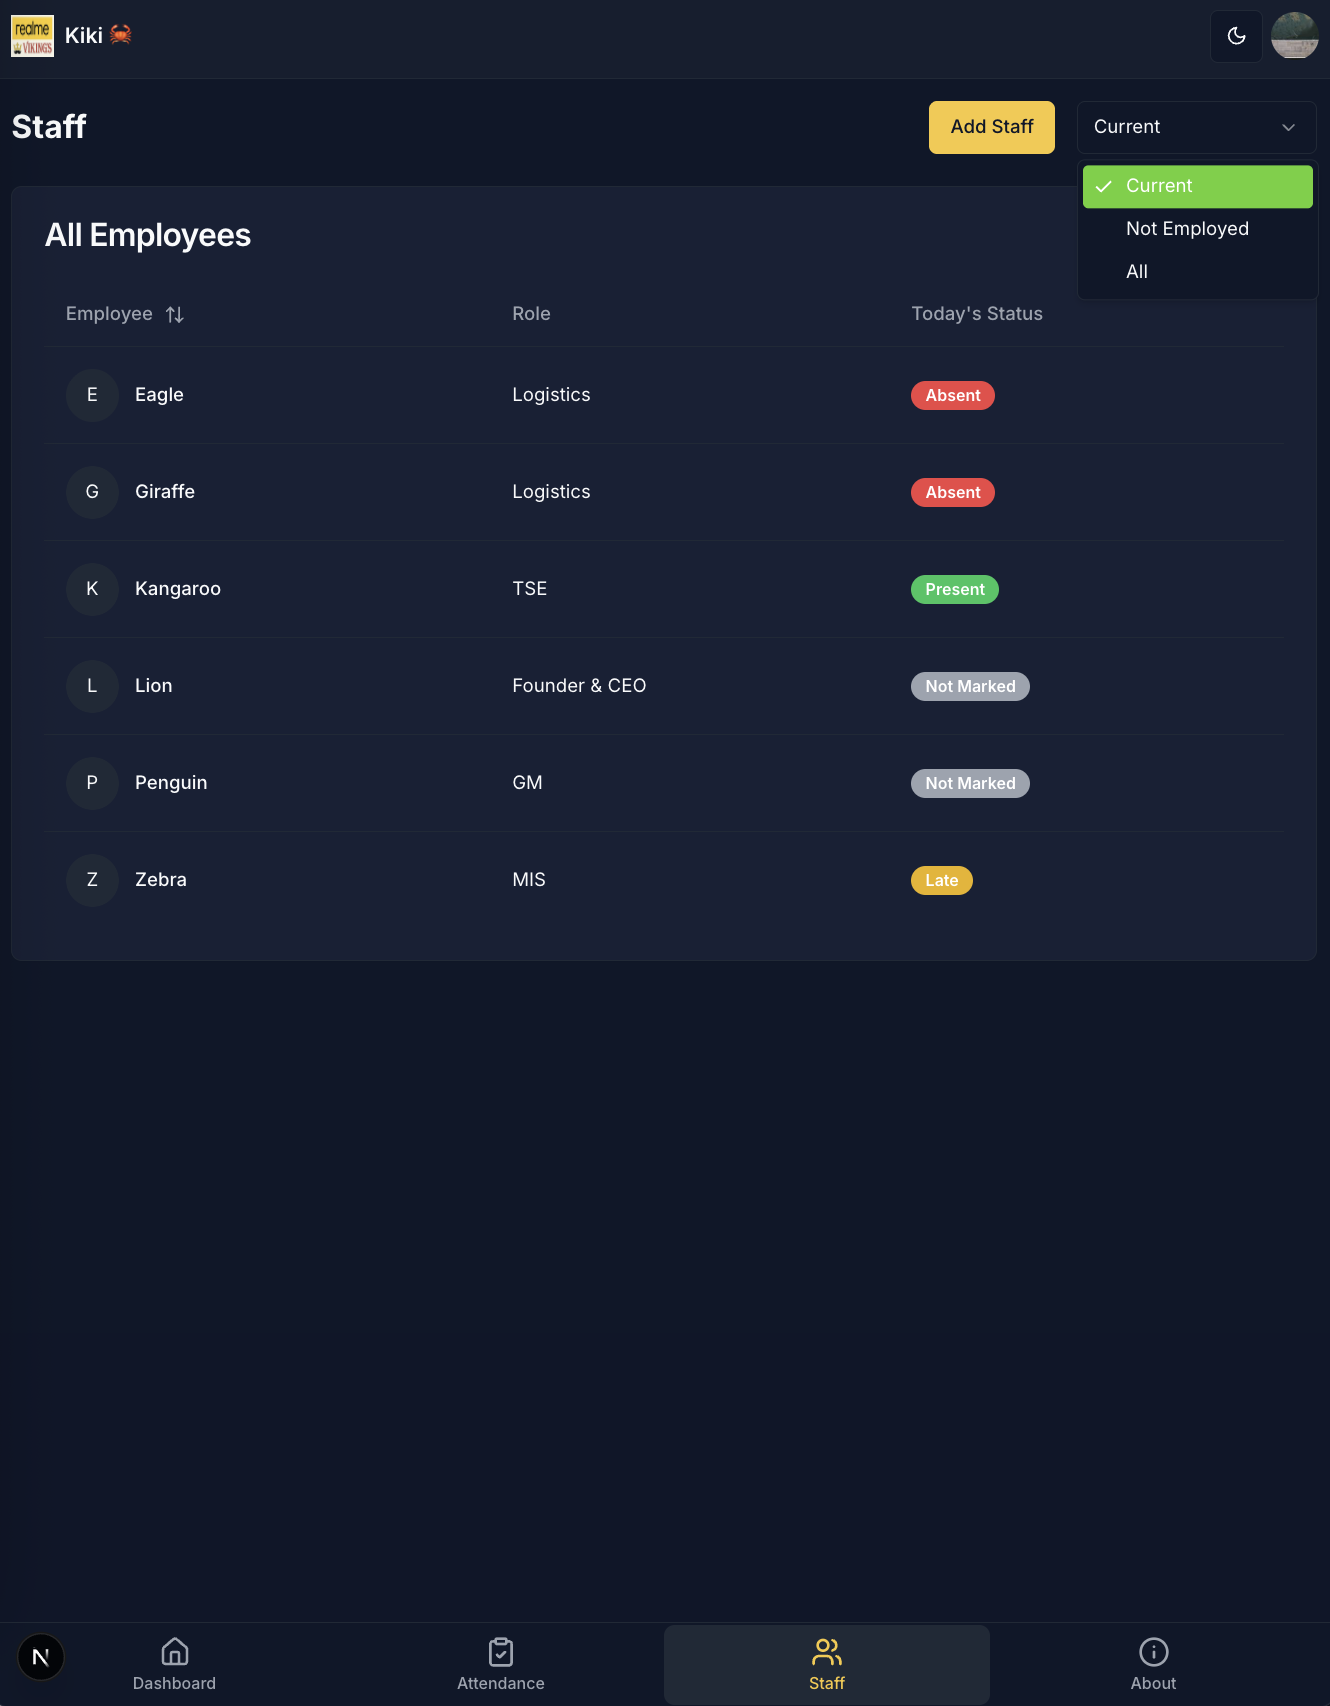 realme
VIKINGS
Kiki 🦀
Staff
Add Staff
Current
Current
Not Employed
All
All Employees
Employee
Role
Today's Status
E
Eagle
Logistics
Absent
G
Giraffe
Logistics
Absent
K
Kangaroo
TSE
Present
L
Lion
Founder & CEO
Not Marked
P
Penguin
GM
Not Marked
Z
Zebra
MIS
Late
N
Dashboard
Attendance
Staff
About